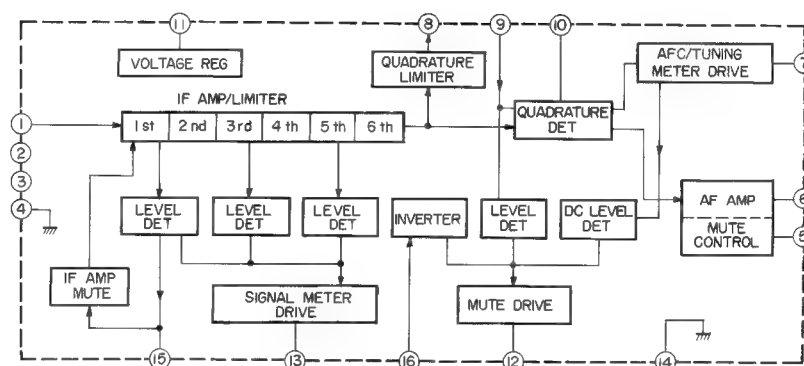 11
8
9
10
VOLTAGE REG
QUADRATURE
LIMITER
AFC/TUNING
METER DRIVE
7
IF AMP/LIMITER
1
1st 2nd 3rd 4th 5th 6th
QUADRATURE
DET
2
3
4
LEVEL
DET
LEVEL
DET
LEVEL
DET
INVERTER
LEVEL
DET
DC LEVEL
DET
AF AMP
6
MUTE
CONTROL
5
IF AMP
MUTE
SIGNAL METER
DRIVE
MUTE DRIVE
15
13
16
12
14